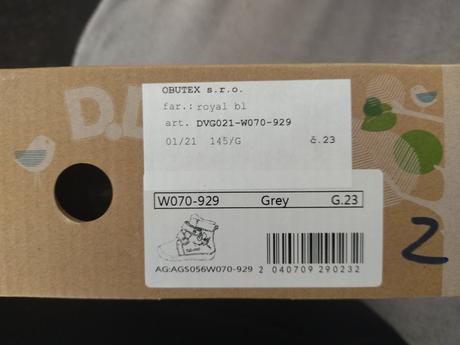 D.D
OBUTEX s.r.o.
far.: royal bl
art. DVG021-W070-929
01/21 145/G č.23
W070-929 Grey G.23
AG:AGS056W070-929 2 040709 290232
2